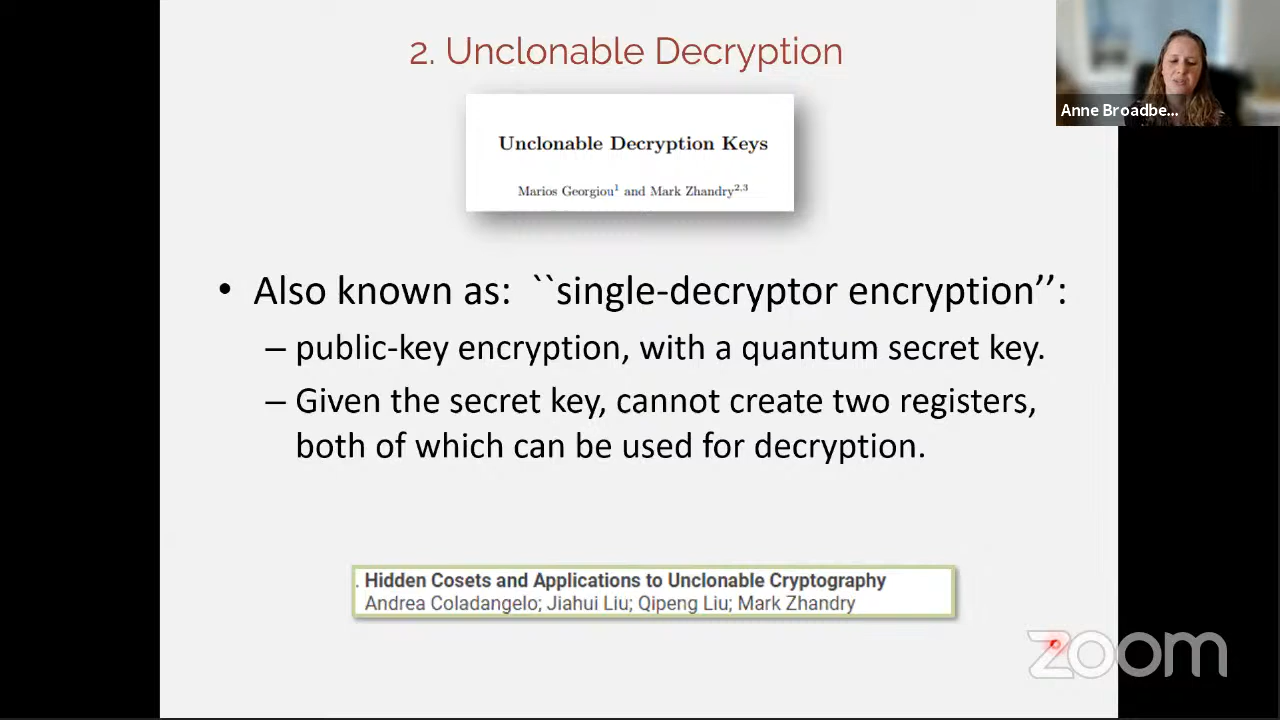 2. Unclonable Decryption
Anne Broadbe...
Unclonable Decryption Keys
Marios Georgiou¹ and Mark Zhandry²,³
• Also known as: ``single-decryptor encryption’’:
– public-key encryption, with a quantum secret key.
– Given the secret key, cannot create two registers,
both of which can be used for decryption.
. Hidden Cosets and Applications to Unclonable Cryptography
Andrea Coladangelo; Jiahui Liu; Qipeng Liu; Mark Zhandry
zoom